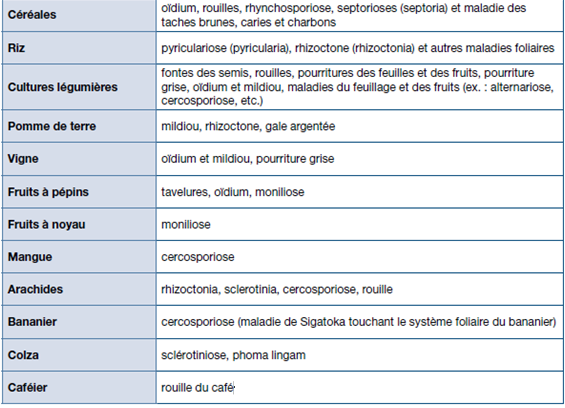 Céréales
oïdium, rouilles, rhynchosporiose, septorioses (septoria) et maladie des
taches brunes, caries et charbons
Riz
pyriculariose (pyricularia), rhizoctone (rhizoctonia) et autres maladies foliaires
Cultures légumières
fontes des semis, rouilles, pourritures des feuilles et des fruits, pourriture
grise, oïdium et mildiou, maladies du feuillage et des fruits (ex. : alternariose,
cercosporiose, etc.)
Pomme de terre
mildiou, rhizoctone, gale argentée
Vigne
oïdium et mildiou, pourriture grise
Fruits à pépins
tavelures, oïdium, moniliose
Fruits à noyau
moniliose
Mangue
cercosporiose
Arachides
rhizoctonia, sclerotinia, cercosporiose, rouille
Bananier
cercosporiose (maladie de Sigatoka touchant le système foliaire du bananier)
Colza
sclérotiniose, phoma lingam
Caféier
rouille du café